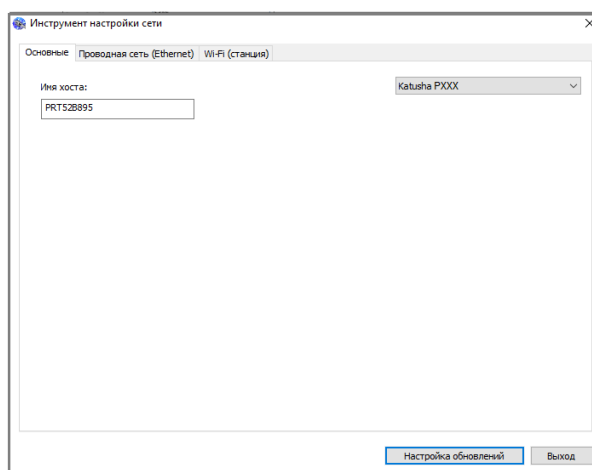 Инструмент настройки сети
Основные Проводная сеть (Ethernet) Wi-Fi (станция)
Имя хоста: Katusha PXXX
PRT52B895
Настройка обновлений Выход